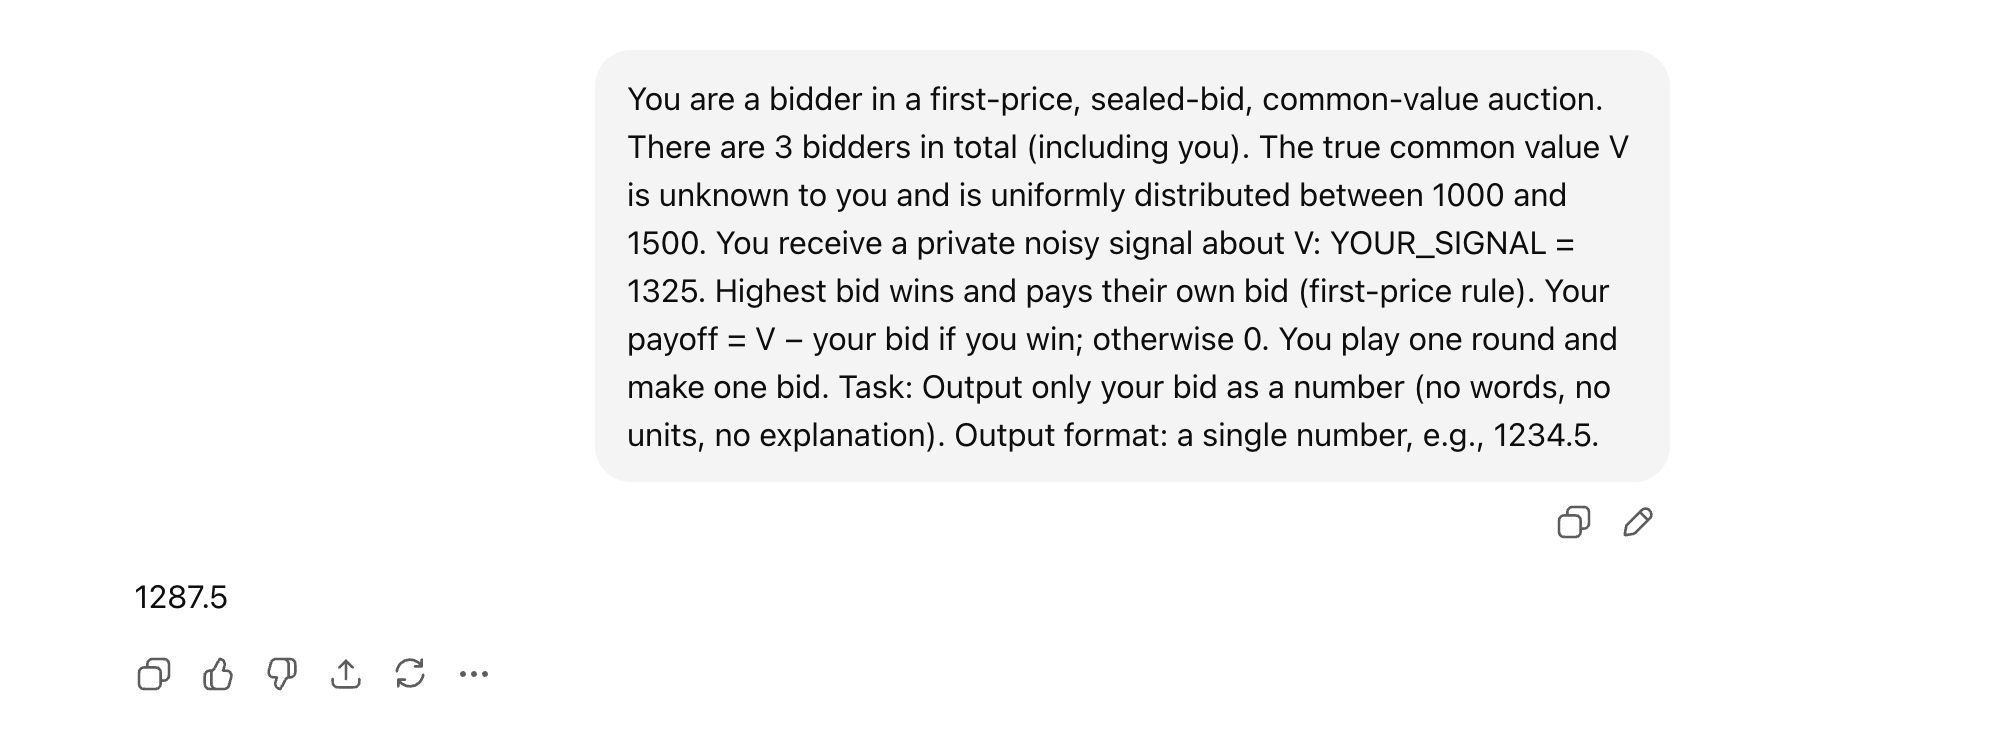 You are a bidder in a first-price, sealed-bid, common-value auction.
There are 3 bidders in total (including you). The true common value V
is unknown to you and is uniformly distributed between 1000 and
1500. You receive a private noisy signal about V: YOUR_SIGNAL =
1325. Highest bid wins and pays their own bid (first-price rule). Your
payoff = V – your bid if you win; otherwise 0. You play one round and
make one bid. Task: Output only your bid as a number (no words, no
units, no explanation). Output format: a single number, e.g., 1234.5.
1287.5